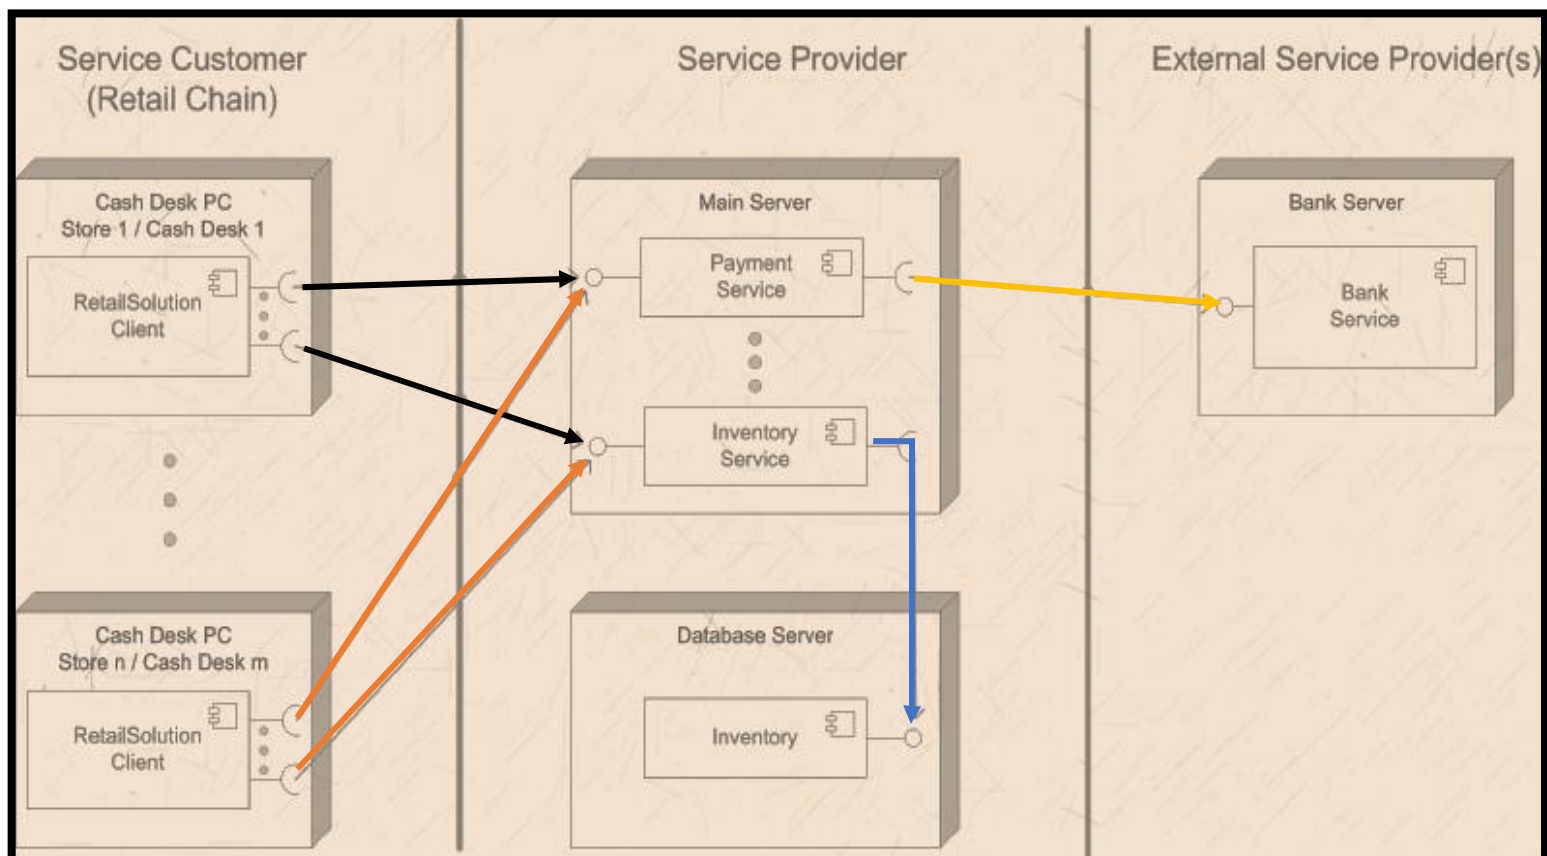 Service Customer
(Retail Chain)
Service Provider
External Service Provider(s)
Cash Desk PC
Store 1 / Cash Desk 1
RetailSolution
Client
Main Server
Payment
Service
Inventory
Service
Bank Server
Bank
Service
Cash Desk PC
Store n / Cash Desk m
RetailSolution
Client
Database Server
Inventory